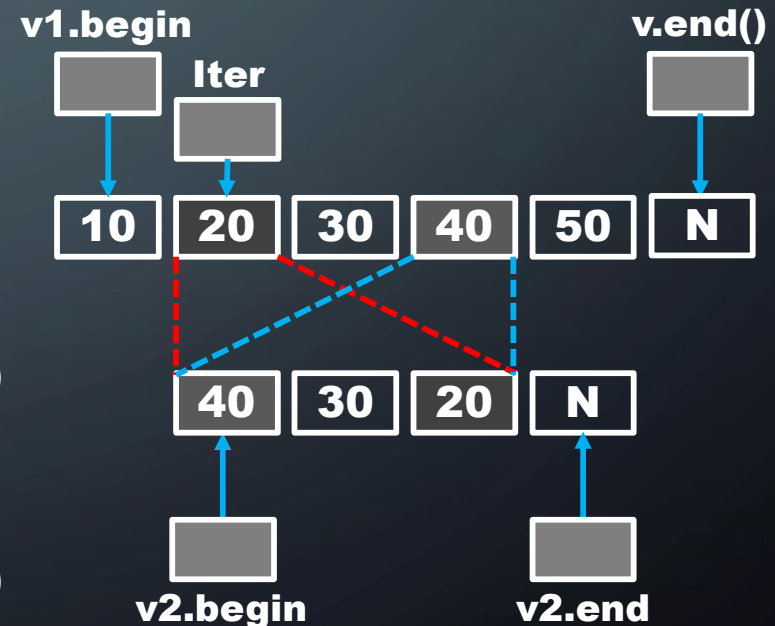 v1.begin
v.end()
Iter
10 20 30 40 50 N
)
40 30 20 N
)
v2.begin v2.end